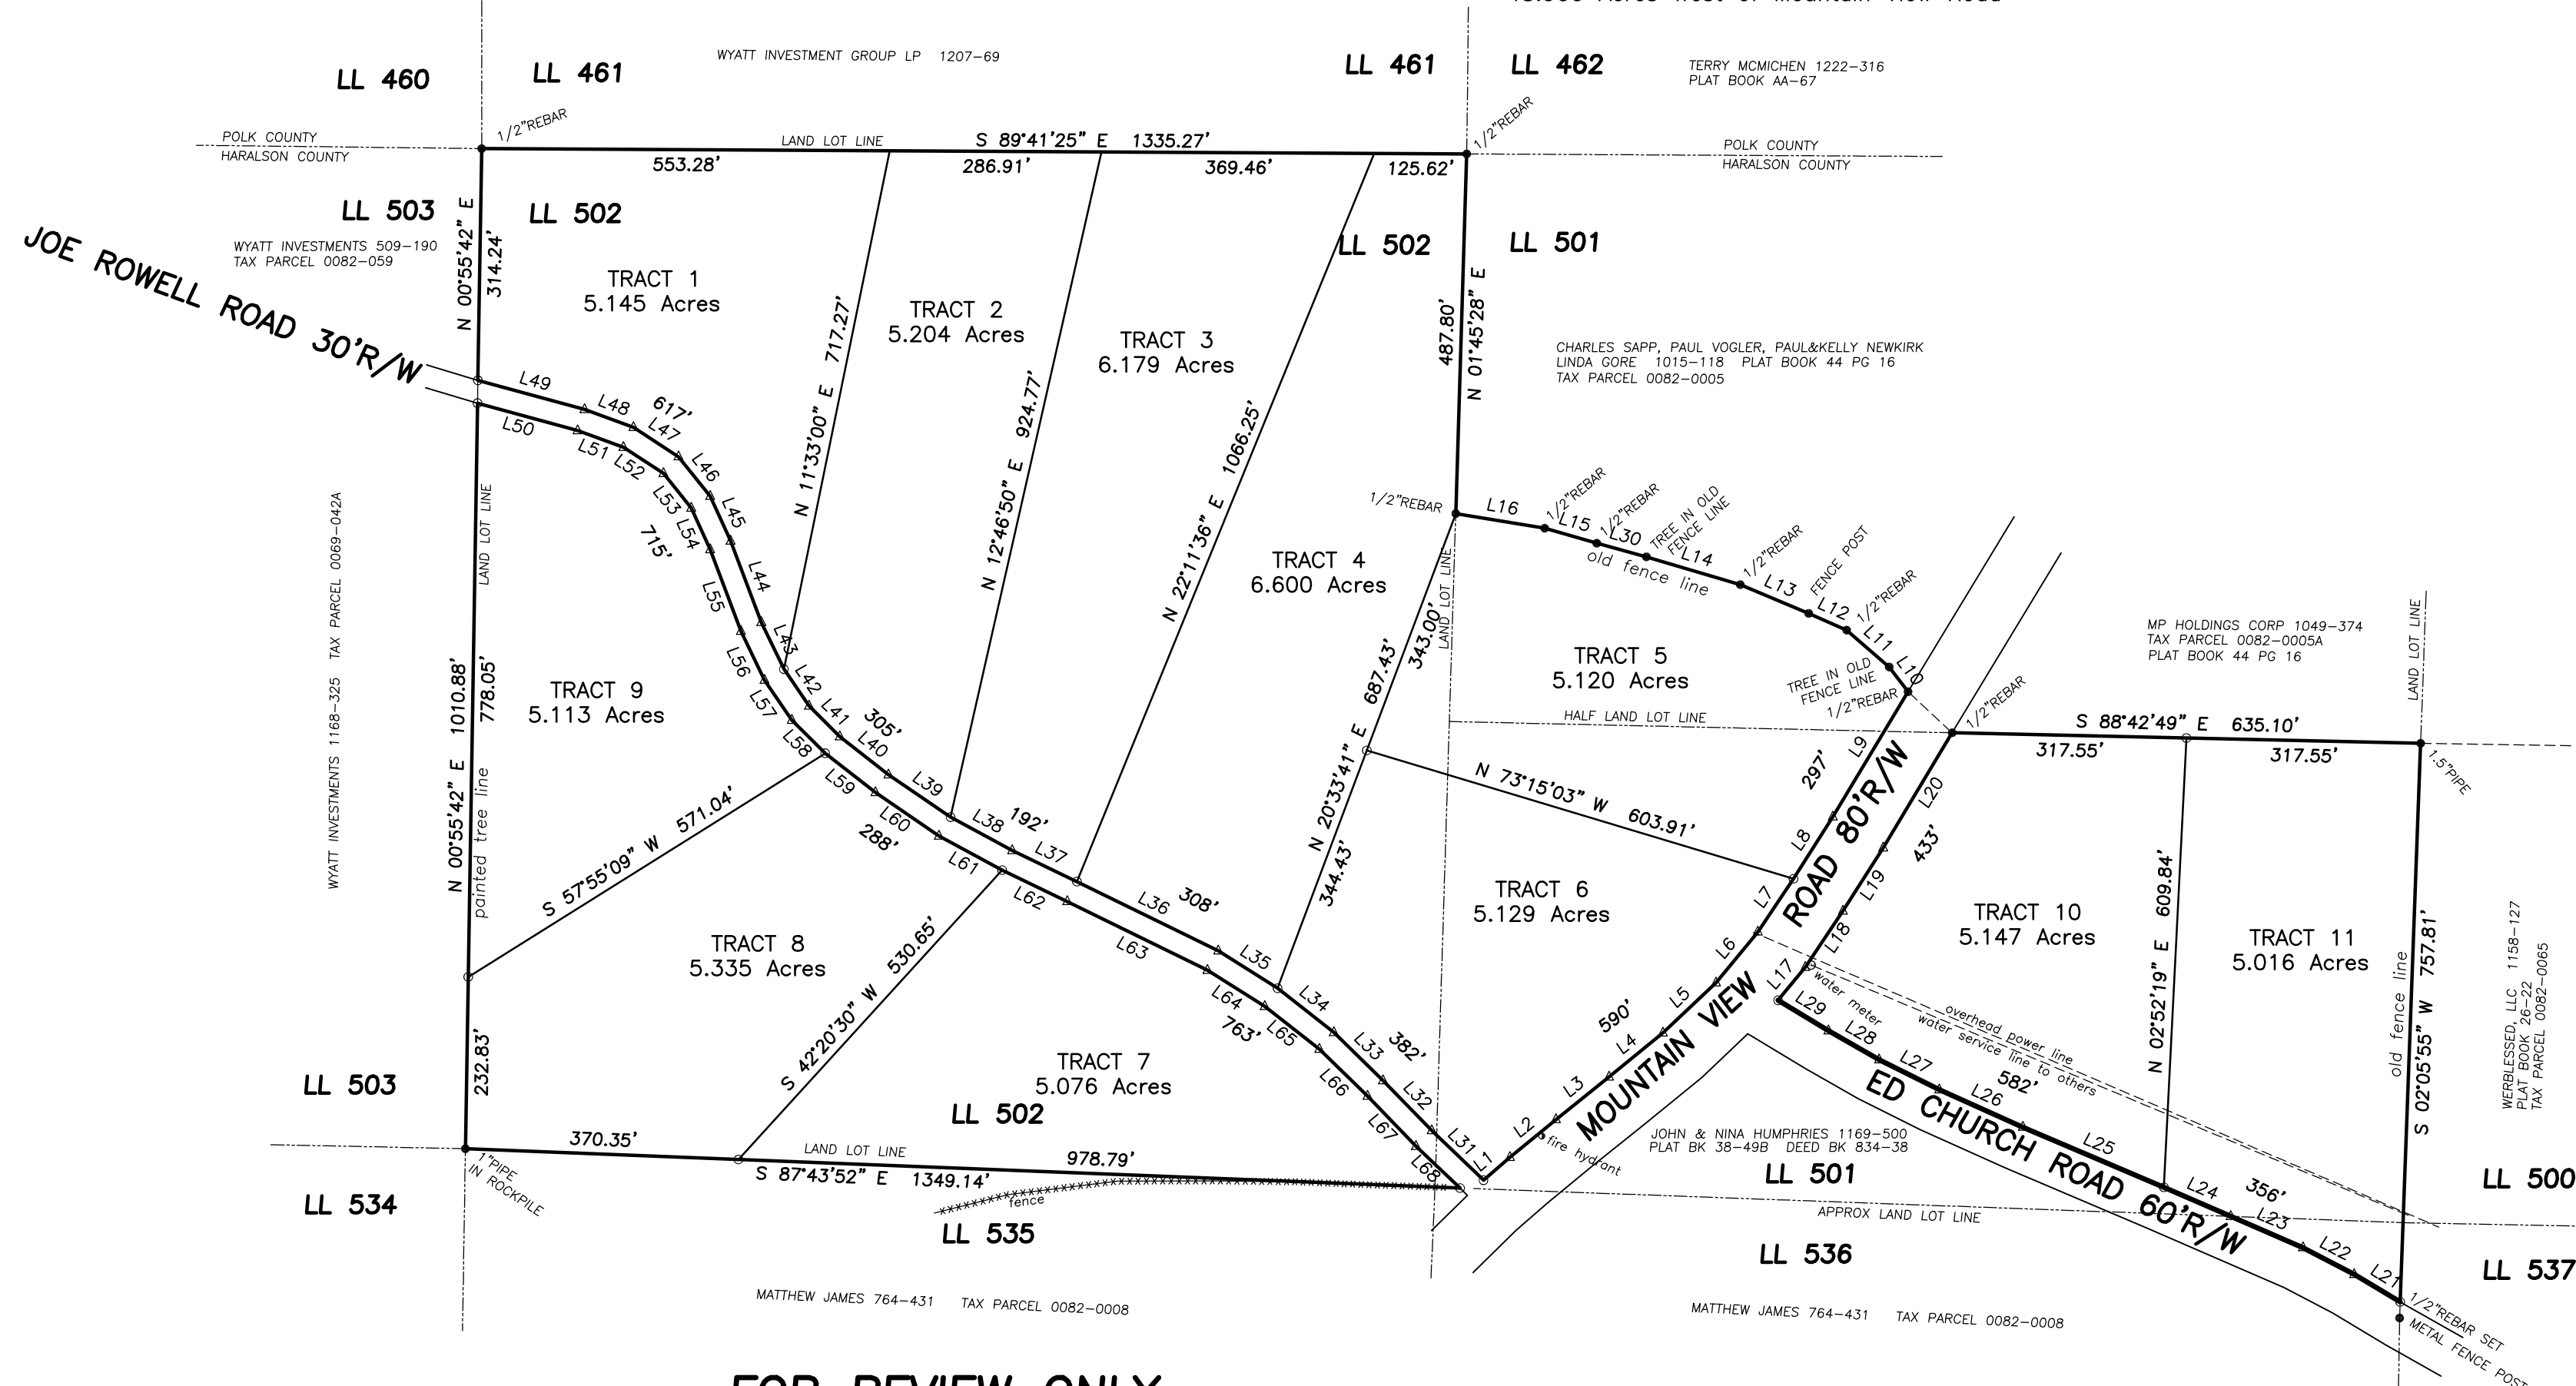 WYATT INVESTMENT GROUP LP 1207-69
LL 460
LL 461
LL 461
LL 462
TERRY MCMICHEN 1222-316
PLAT BOOK AA-67
1/2"REBAR
1/2"REBAR
POLK COUNTY
HARALSON COUNTY
LAND LOT LINE
S 89°41'25" E 1335.27'
553.28'
286.91'
369.46'
125.62'
POLK COUNTY
HARALSON COUNTY
LL 503
LL 502
LL 502
LL 501
WYATT INVESTMENTS 509-190
TAX PARCEL 0082-059
JOE ROWELL ROAD 30'R/W
N 00°55'42" E
314.24'
TRACT 1
5.145 Acres
TRACT 2
5.204 Acres
TRACT 3
6.179 Acres
N 11°33'00" E 717.27'
N 12°46'50" E 924.77'
N 22°11'36" E 1066.25'
487.80'
N 01°45'28" E
CHARLES SAPP, PAUL VOGLER, PAUL&KELLY NEWKIRK
LINDA GORE 1015-118 PLAT BOOK 44 PG 16
TAX PARCEL 0082-0005
L49
L48
617'
L47
L46
L45
L44
L43
L42
L41
305'
L40
L39
L38
192'
L37
L36
308'
L35
L34
L33
382'
L32
L31
L50
L51
L52
L53
L54
715'
L55
L56
L57
L58
L59
L60
288'
L61
L62
L63
L64
763'
L65
L66
L67
L68
1/2"REBAR
L16
1/2"REBAR
L15
1/2"REBAR
L30
TREE IN OLD
FENCE LINE
old fence line
L14
1/2"REBAR
L13
FENCE POST
L12
1/2"REBAR
L11
L10
TREE IN OLD
FENCE LINE
1/2"REBAR
1/2"REBAR
TRACT 4
6.600 Acres
LAND LOT LINE
343.00'
N 20°33'41" E 687.43'
344.43'
TRACT 5
5.120 Acres
HALF LAND LOT LINE
N 73°15'03" W 603.91'
TRACT 6
5.129 Acres
MP HOLDINGS CORP 1049-374
TAX PARCEL 0082-0005A
PLAT BOOK 44 PG 16
LAND LOT LINE
S 88°42'49" E 635.10'
317.55'
317.55'
1.5"PIPE
WYATT INVESTMENTS 1168-325 TAX PARCEL 0069-042A
LAND LOT LINE
N 00°55'42" E 1010.88'
778.05'
painted tree line
TRACT 9
5.113 Acres
S 57°55'09" W 571.04'
TRACT 8
5.335 Acres
S 42°20'30" W 530.65'
TRACT 7
5.076 Acres
LL 502
LL 503
232.83'
370.35'
LAND LOT LINE
978.79'
S 87°43'52" E 1349.14'
fence
1"PIPE
IN ROCKPILE
LL 534
LL 535
L1
L2
L3
L4
590'
L5
L6
L7
L8
297'
L9
MOUNTAIN VIEW ROAD 80'R/W
fire hydrant
L20
433'
L19
L18
L17
water meter
L29
L28
L27
L26
582'
L25
L24
356'
L23
L22
L21
overhead power line
water service line to others
ED CHURCH ROAD 60'R/W
TRACT 10
5.147 Acres
N 02°52'19" E 609.84'
TRACT 11
5.016 Acres
old fence line
S 02°05'55" W 757.81'
WERBLESSED, LLC 1158-127
PLAT BOOK 26-22
TAX PARCEL 0082-0065
JOHN & NINA HUMPHRIES 1169-500
PLAT BK 38-49B DEED BK 834-38
LL 501
APPROX LAND LOT LINE
LL 536
LL 500
LL 537
1/2"REBAR SET
METAL FENCE POST
MATTHEW JAMES 764-431 TAX PARCEL 0082-0008
MATTHEW JAMES 764-431 TAX PARCEL 0082-0008
FOR REVIEW ONLY